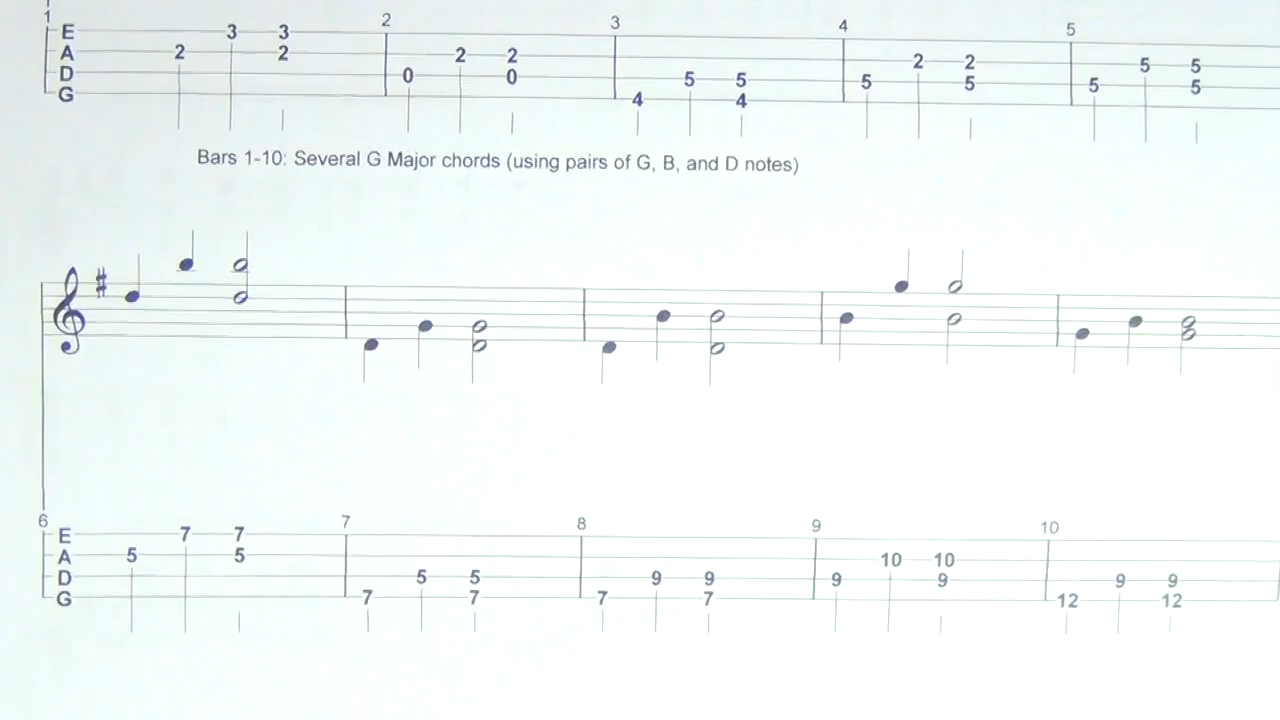 1 2 3 4 5
E 3 3
A 2 2 2 2 2 2 5 5
D 0 0 5 5 5 5 5 5
G 4 4
Bars 1-10: Several G Major chords (using pairs of G, B, and D notes)
6 7 8 9 10
E 7 7
A 5 5 10 10
D 5 5 9 9 9 9 9 9
G 7 7 7 7 12 12